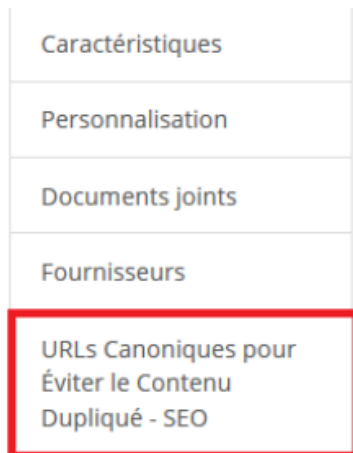 Caractéristiques
Personnalisation
Documents joints
Fournisseurs
URLs Canoniques pour
Éviter le Contenu
Dupliqué - SEO